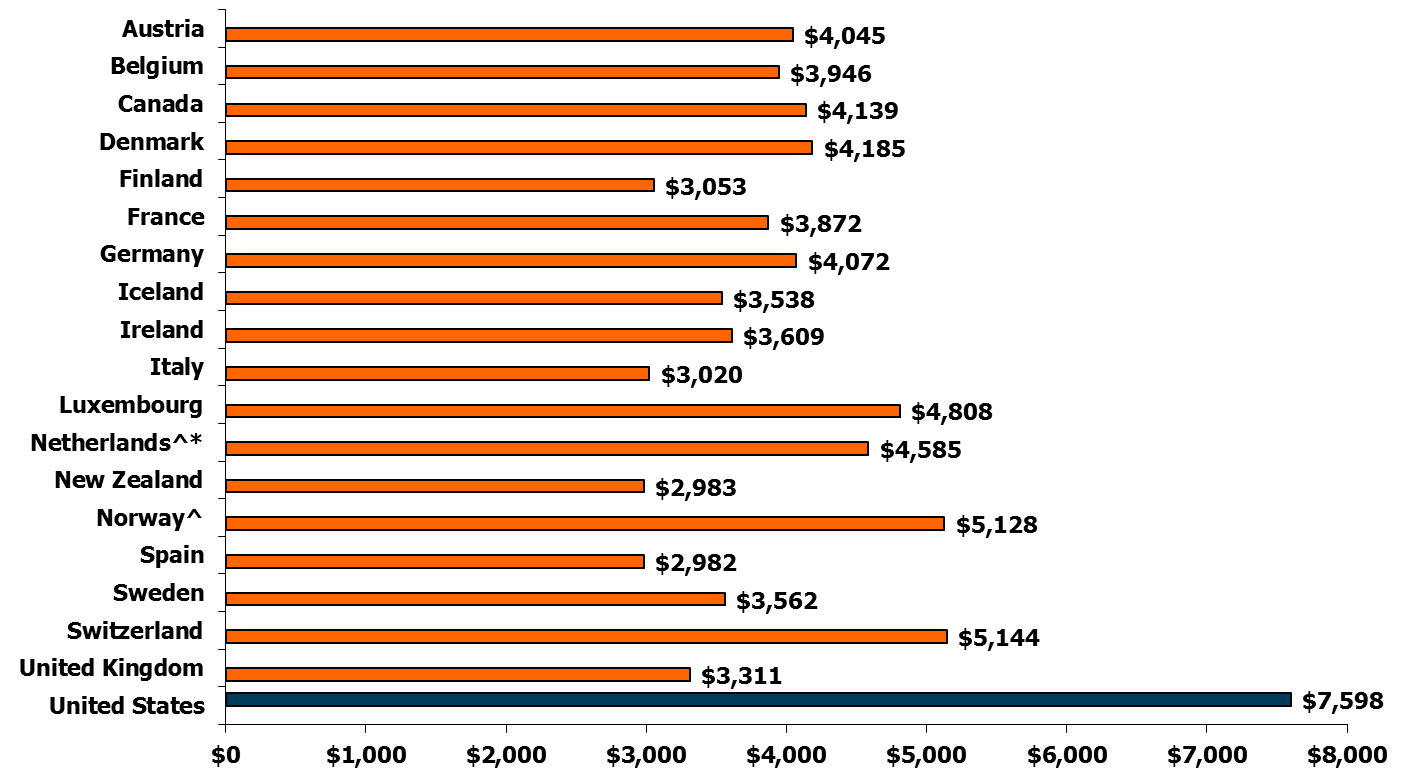 Austria $4,045
Belgium $3,946
Canada $4,139
Denmark $4,185
Finland $3,053
France $3,872
Germany $4,072
Iceland $3,538
Ireland $3,609
Italy $3,020
Luxembourg $4,808
Netherlands^* $4,585
New Zealand $2,983
Norway^ $5,128
Spain $2,982
Sweden $3,562
Switzerland $5,144
United Kingdom $3,311
United States $7,598
$0 $1,000 $2,000 $3,000 $4,000 $5,000 $6,000 $7,000 $8,000